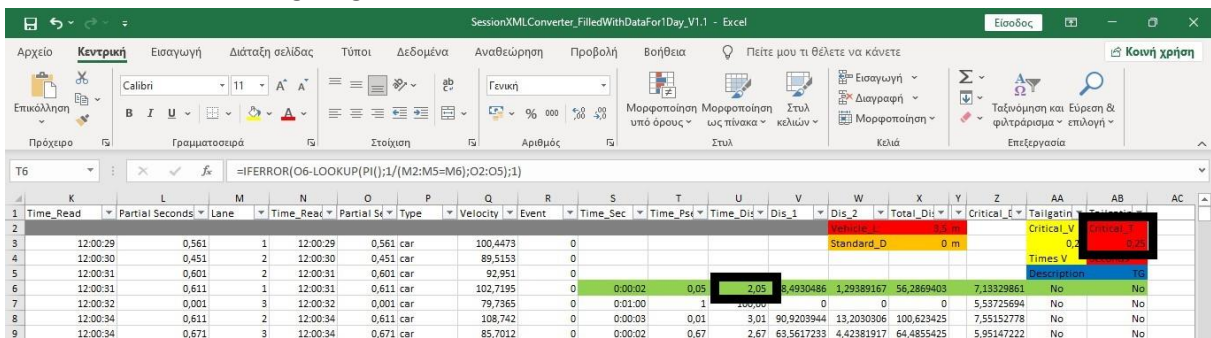 SessionXMLConverter_FilledWithDataFor1Day_V1.1 - Excel
Είσοδος
Αρχείο Κεντρική Εισαγωγή Διάταξη σελίδας Τύποι Δεδομένα Αναθεώρηση Προβολή Βοήθεια Πείτε μου τι θέλετε να κάνετε Κοινή χρήση
Επικόλληση
Calibri 11
B I U
Γενική
% 000
Μορφοποίηση υπό όρους
Μορφοποίηση ως πίνακα
Στυλ κελιών
Εισαγωγή
Διαγραφή
Μορφοποίηση
Ταξινόμηση και φιλτράρισμα
Εύρεση & επιλογή
Πρόχειρο Γραμματοσειρά Στοίχιση Αριθμός Στυλ Κελιά Επεξεργασία
T6 fx =IFERROR(O6-LOOKUP(PI();1/(M2:M5=M6);O2:O5);1)
K L M N O P Q R S T U V W X Y Z AA AB AC
1 Time_Read Partial Seconds Lane Time_Read Partial Se Type Velocity Event Time_Sec Time_Pse Time_Dis Dis_1 Dis_2 Total_Dis Critical_D Tailgatin
2 Vehicle_L 0,5 m Critical_V Critical_T
3 12:00:29 0,561 1 12:00:29 0,561 car 100,4473 0 Standard_D 0 m 0,2 0,25
4 12:00:30 0,451 2 12:00:30 0,451 car 89,5153 0 Times V
5 12:00:31 0,601 2 12:00:31 0,601 car 92,951 0 Description TG
6 12:00:31 0,611 1 12:00:31 0,611 car 102,7195 0 0:00:02 0,05 2,05 8,4930486 1,29389167 56,2869403 7,13329861 No No
7 12:00:32 0,001 3 12:00:32 0,001 car 79,7365 0 0:01:00 1 100,00 0 0 0 5,53725694 No No
8 12:00:34 0,611 2 12:00:34 0,611 car 108,742 0 0:00:03 0,01 3,01 90,9203944 13,2030306 100,623425 7,55152778 No No
9 12:00:34 0,671 3 12:00:34 0,671 car 85,7012 0 0:00:02 0,67 2,67 63,5617233 4,42381917 64,4855425 5,95147222 No No